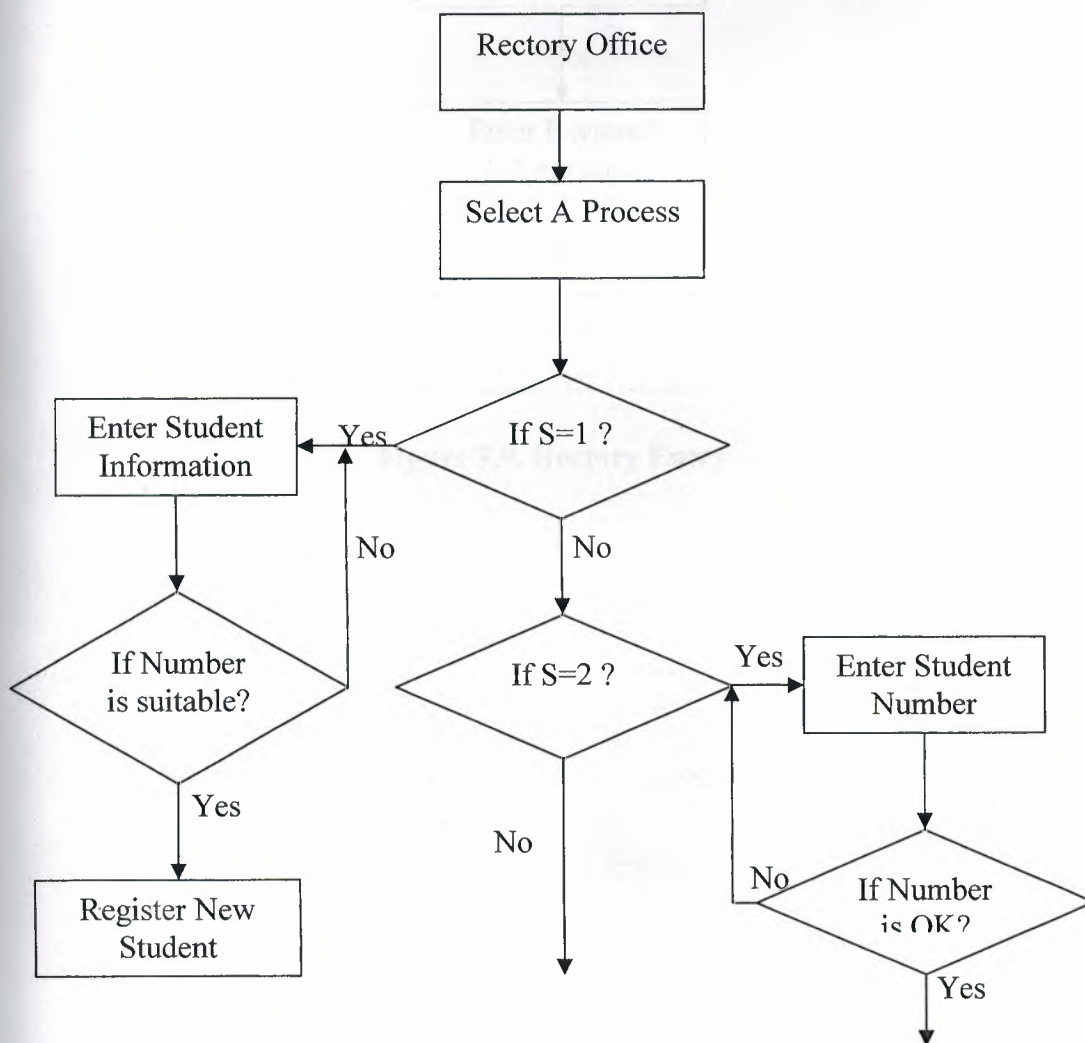 Rectory Office
Select A Process
If S=1 ?
Yes
Enter Student
Information
No
No
If Number
is suitable?
If S=2 ?
Yes
Enter Student
Number
Yes
No
No
If Number
is OK?
Register New
Student
Yes